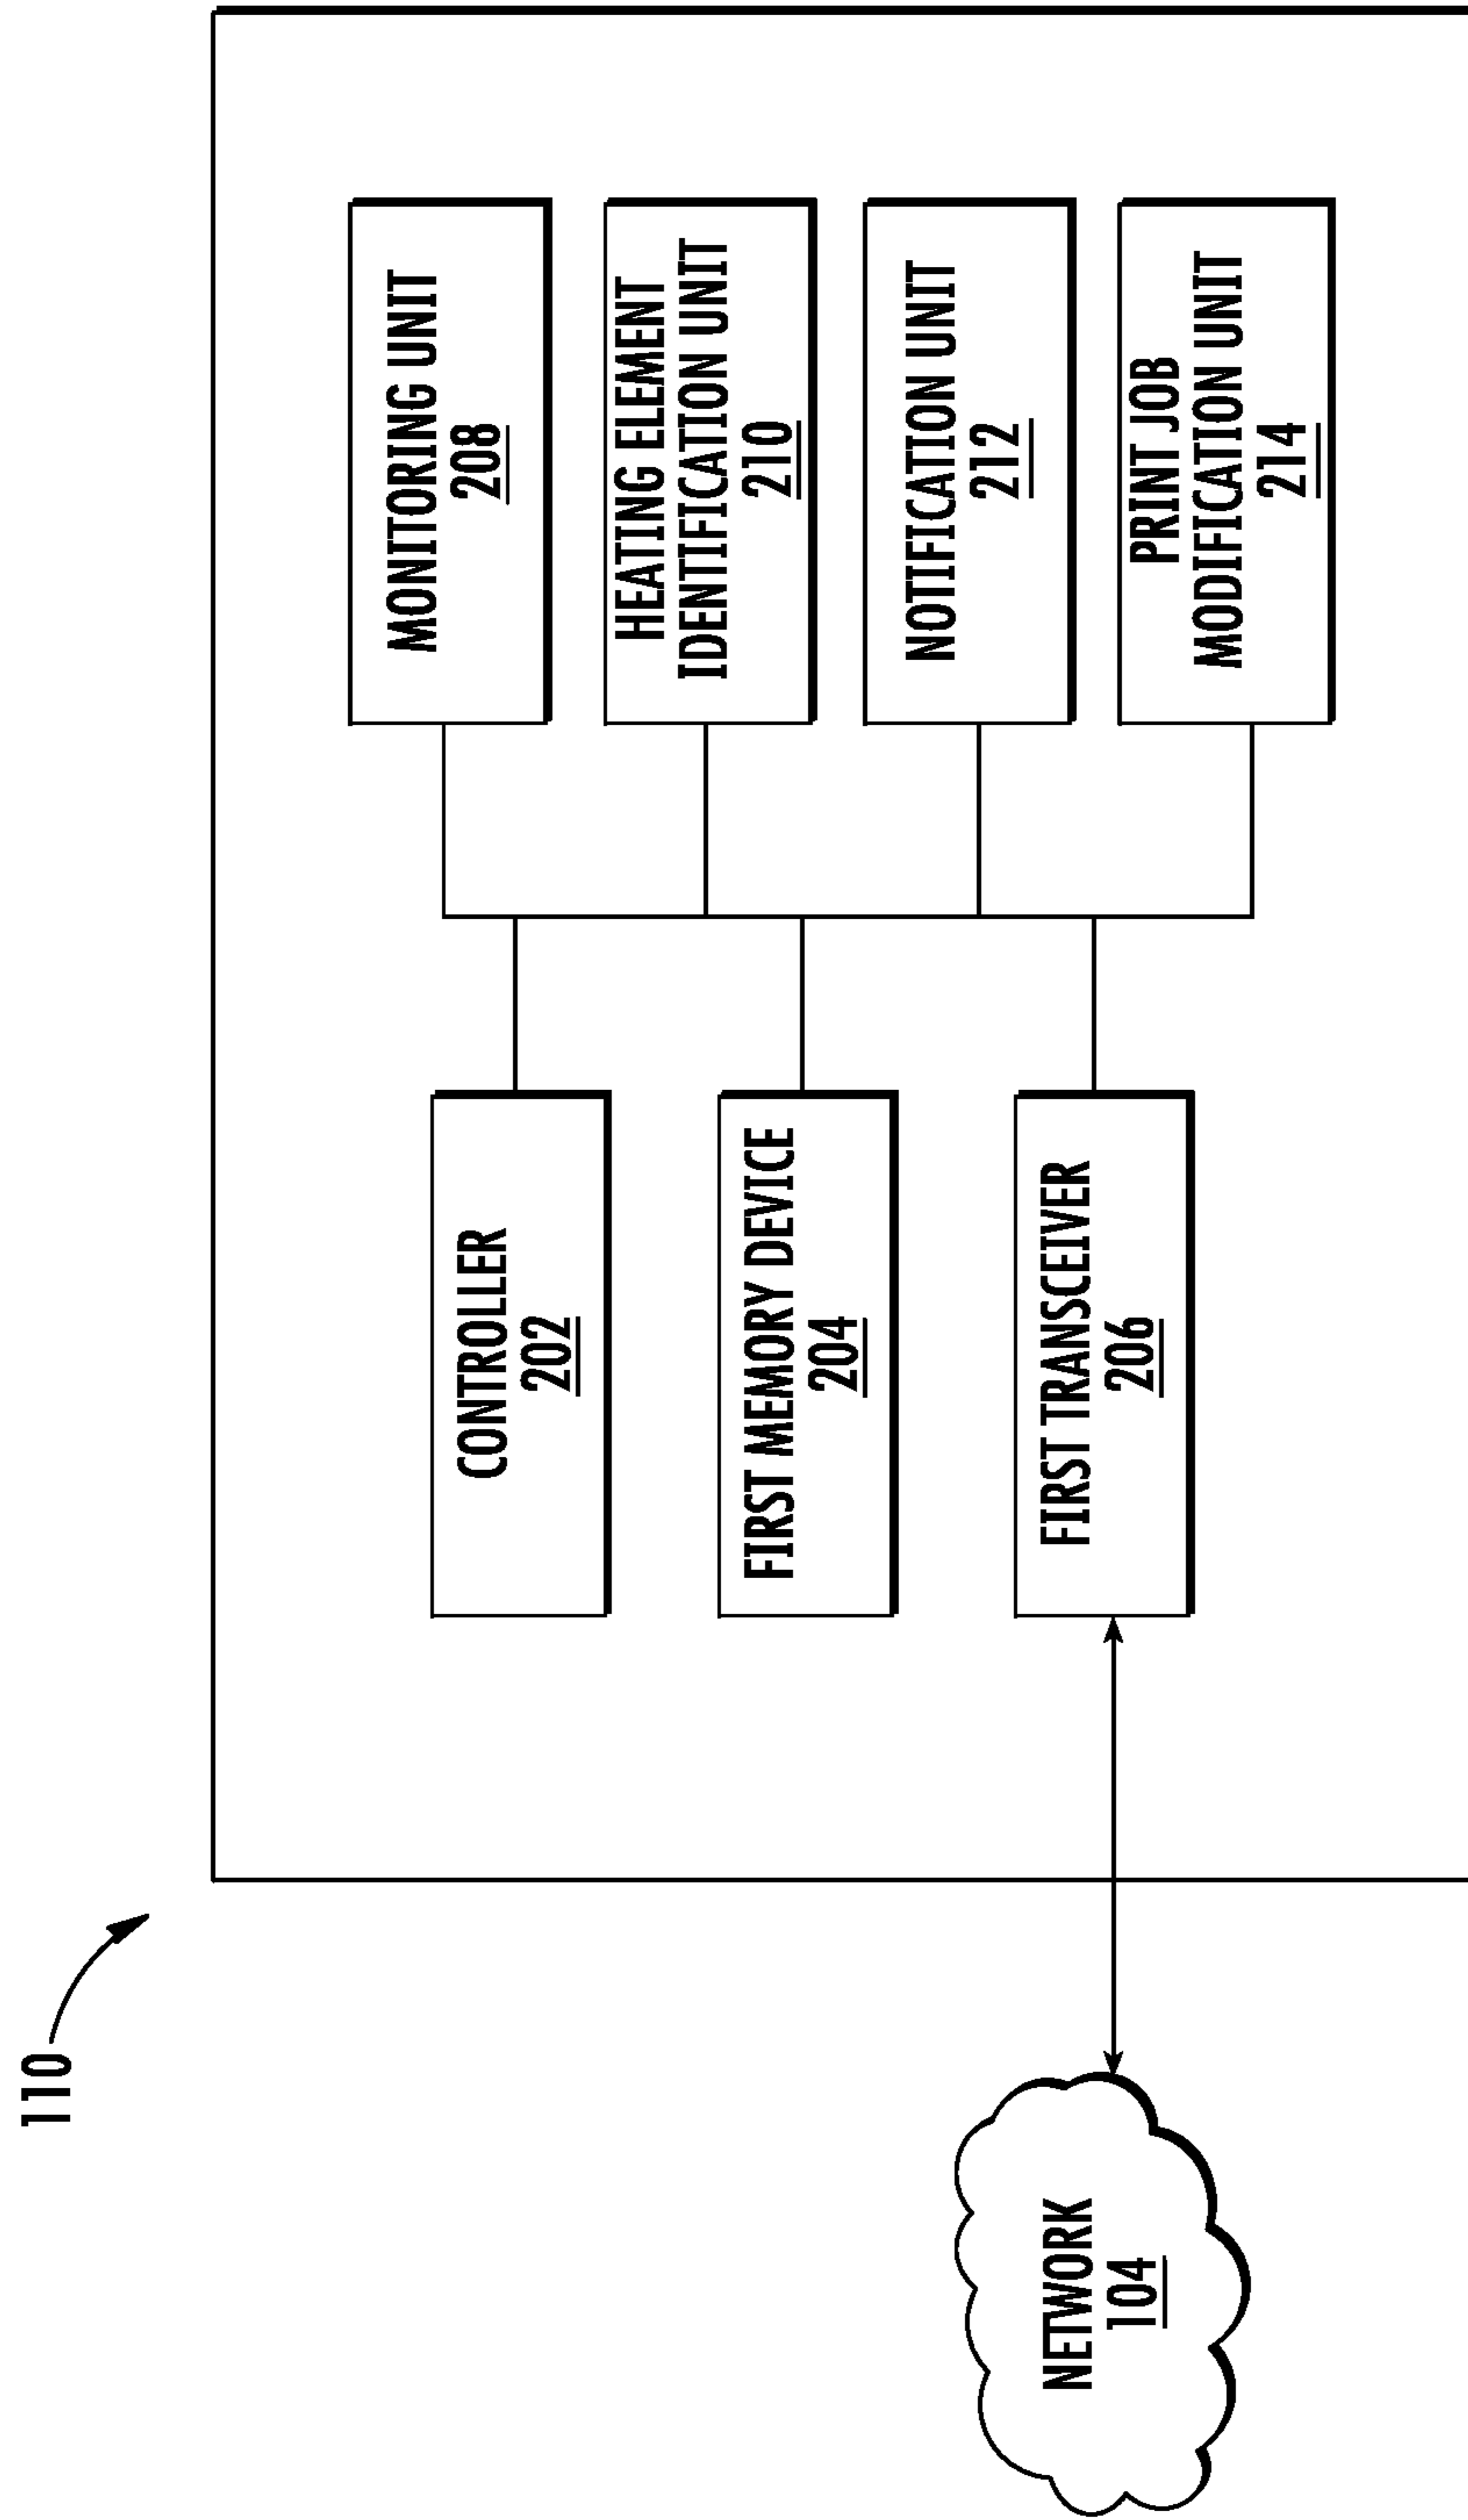 110
NETWORK
104
CONTROLLER
202
FIRST MEMORY DEVICE
204
FIRST TRANSCEIVER
206
MONITORING UNIT
208
HEATING ELEMENT
IDENTIFICATION UNIT
210
NOTIFICATION UNIT
212
PRINT JOB
MODIFICATION UNIT
214